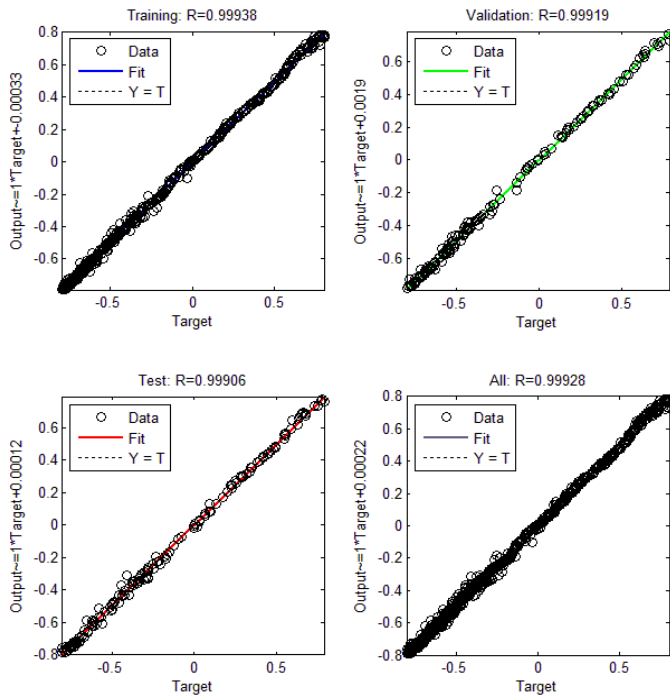 Training: R=0.99938
Output~=1*Target+-0.00033
0.8
0.6
0.4
0.2
0
-0.2
-0.4
-0.6
Data
Fit
Y = T
-0.5
0
0.5
Target
Validation: R=0.99919
Output~=1*Target+0.0019
0.6
0.4
0.2
0
-0.2
-0.4
-0.6
Data
Fit
Y = T
-0.5
0
0.5
Target
Test: R=0.99906
Output~=1*Target+0.00012
0.6
0.4
0.2
0
-0.2
-0.4
-0.6
-0.8
Data
Fit
Y = T
-0.5
0
0.5
Target
All: R=0.99928
Output~=1*Target+0.00022
0.8
0.6
0.4
0.2
0
-0.2
-0.4
-0.6
-0.8
Data
Fit
Y = T
-0.5
0
0.5
Target